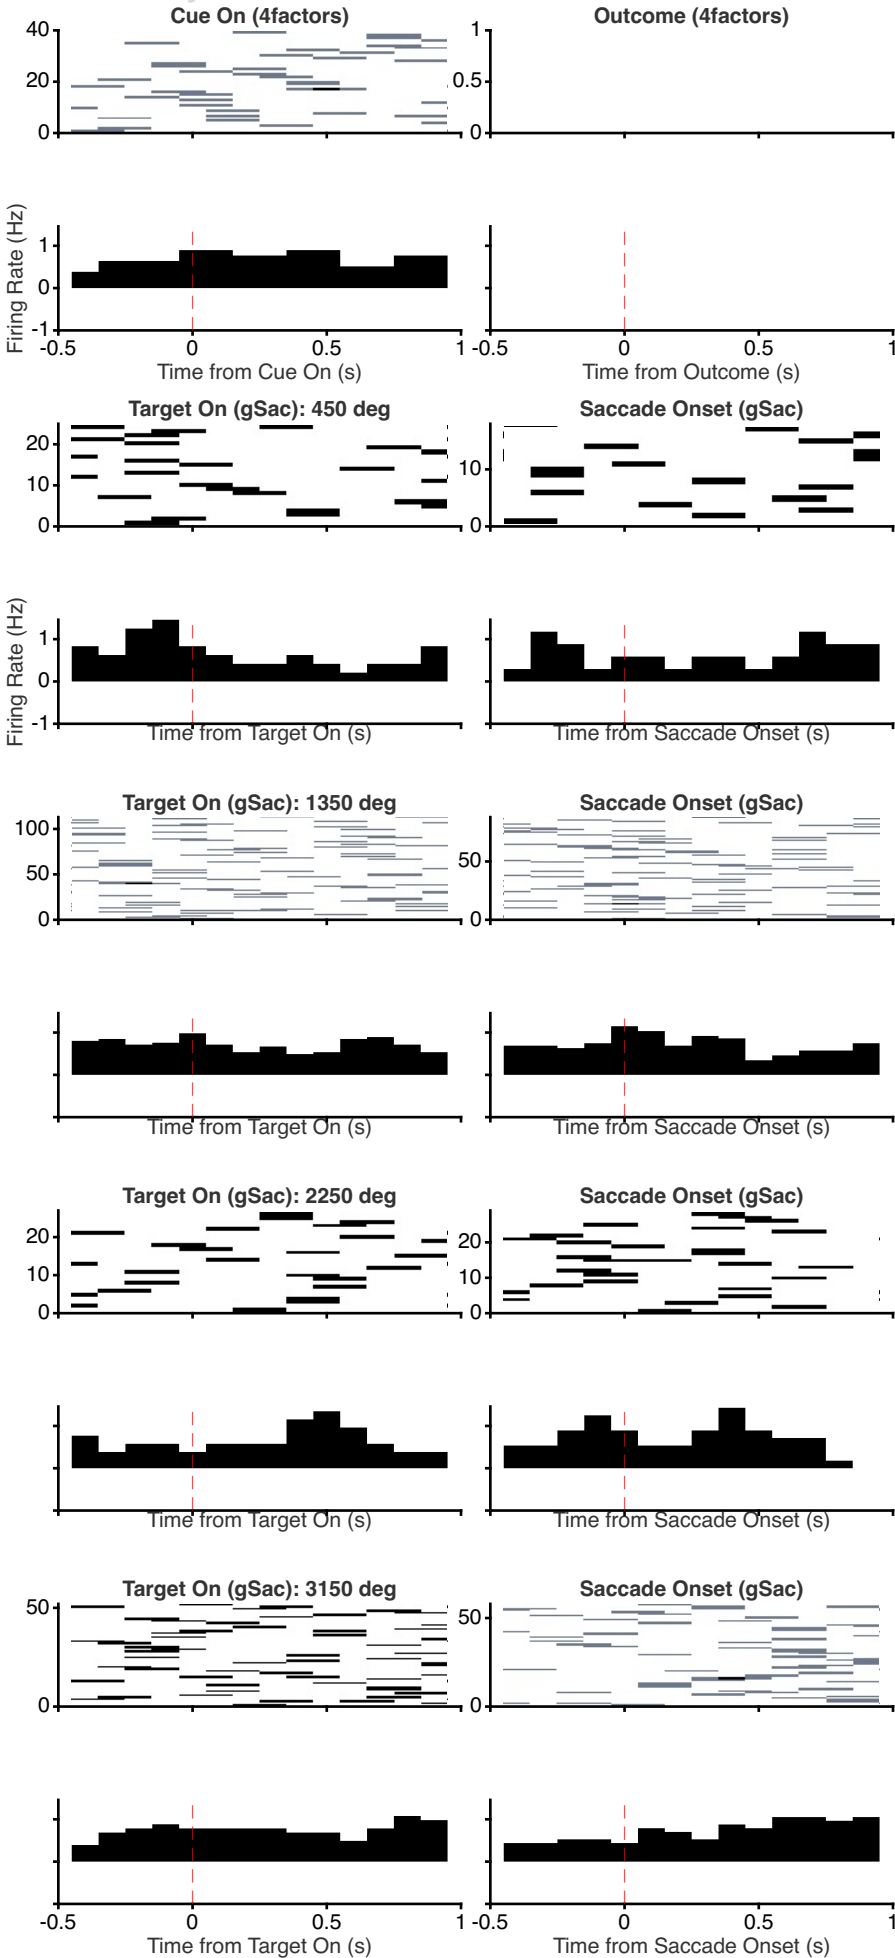 Cue On (4factors) Outcome (4factors)
40 1
20 0.5
0 0
Firing Rate (Hz)
1
0
-1
-0.5 0 0.5 1 -0.5 0 0.5 1
Time from Cue On (s) Time from Outcome (s)
Target On (gSac): 450 deg Saccade Onset (gSac)
20
10 10
0 0
Firing Rate (Hz)
1
0
-1
Time from Target On (s) Time from Saccade Onset (s)
Target On (gSac): 1350 deg Saccade Onset (gSac)
100
50 50
0 0
Time from Target On (s) Time from Saccade Onset (s)
Target On (gSac): 2250 deg Saccade Onset (gSac)
20 20
10 10
0 0
Time from Target On (s) Time from Saccade Onset (s)
Target On (gSac): 3150 deg Saccade Onset (gSac)
50 50
0 0
-0.5 0 0.5 1 -0.5 0 0.5 1
Time from Target On (s) Time from Saccade Onset (s)